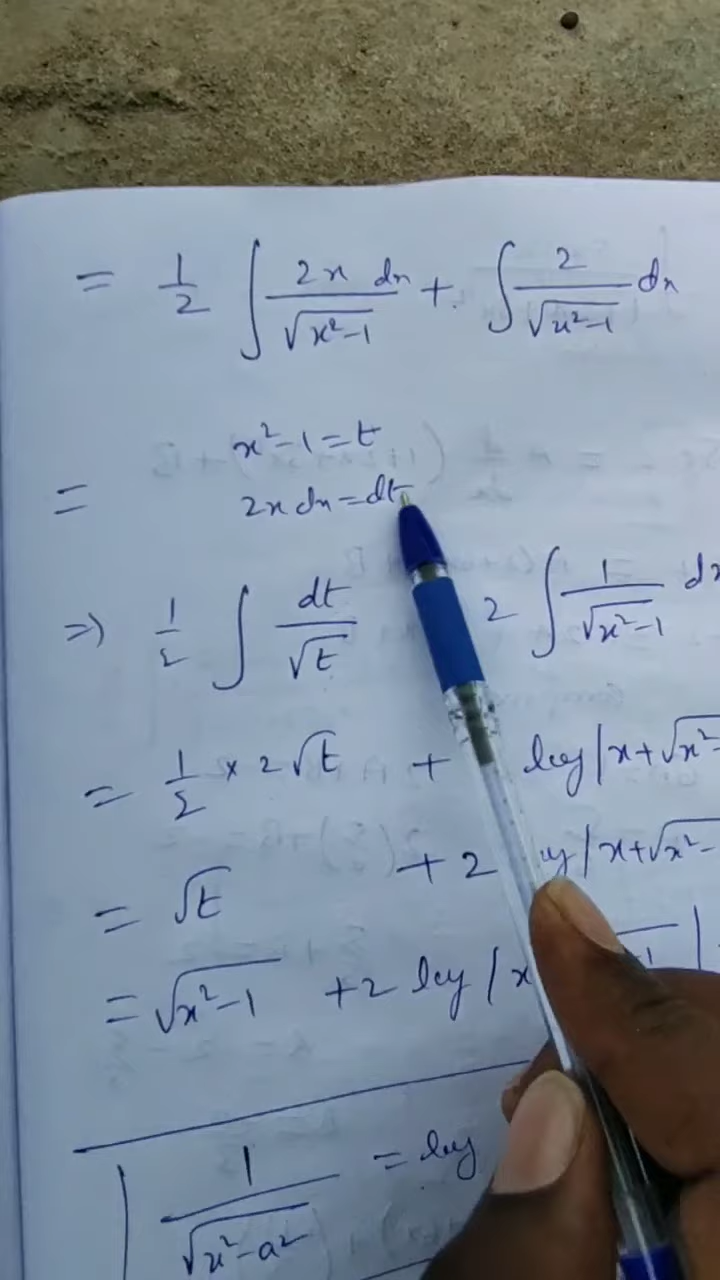 = 1/2 ∫ 2x dx / √(x²-1) + ∫ 2 / √(x²-1) dx
x²-1 = t
= 2x dx = dt
⇒ 1/2 ∫ dt / √t 2 ∫ 1 / √(x²-1) dx
= 1/2 × 2√t + log |x+√x²-
= √t + 2 log |x+√x²-
= √(x²-1) + 2 log |x -1 |
∫ 1 / √(x²-a²) = log